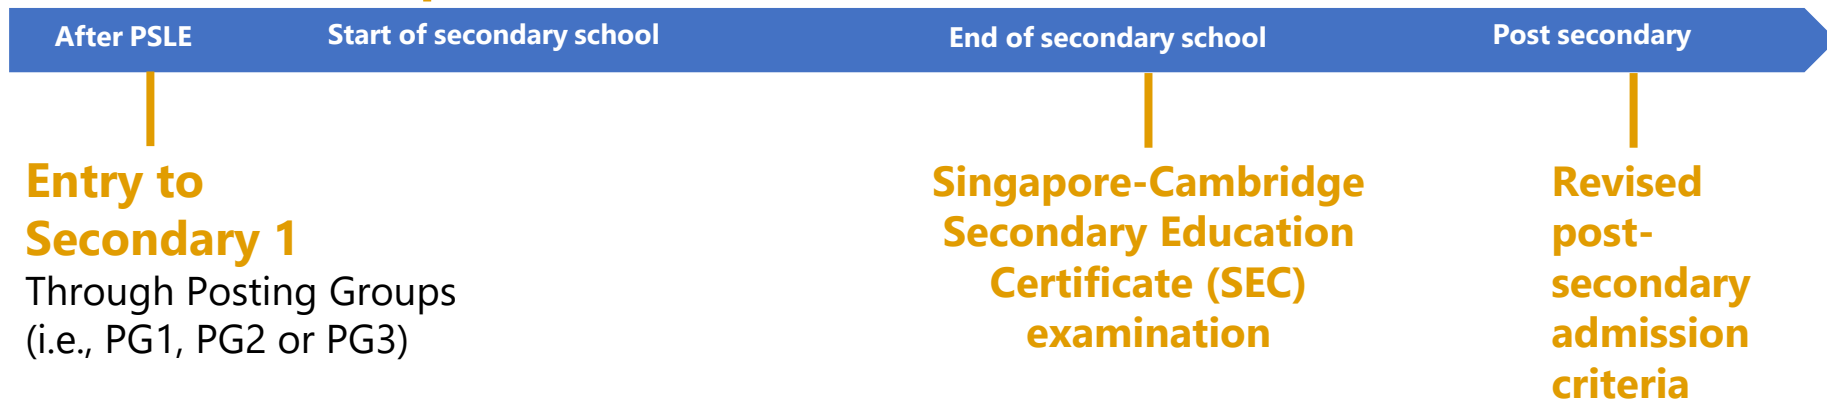 After PSLE
Start of secondary school
End of secondary school
Post secondary
Entry to
Secondary 1
Through Posting Groups
(i.e., PG1, PG2 or PG3)
Singapore-Cambridge
Secondary Education
Certificate (SEC)
examination
Revised
post-
secondary
admission
criteria